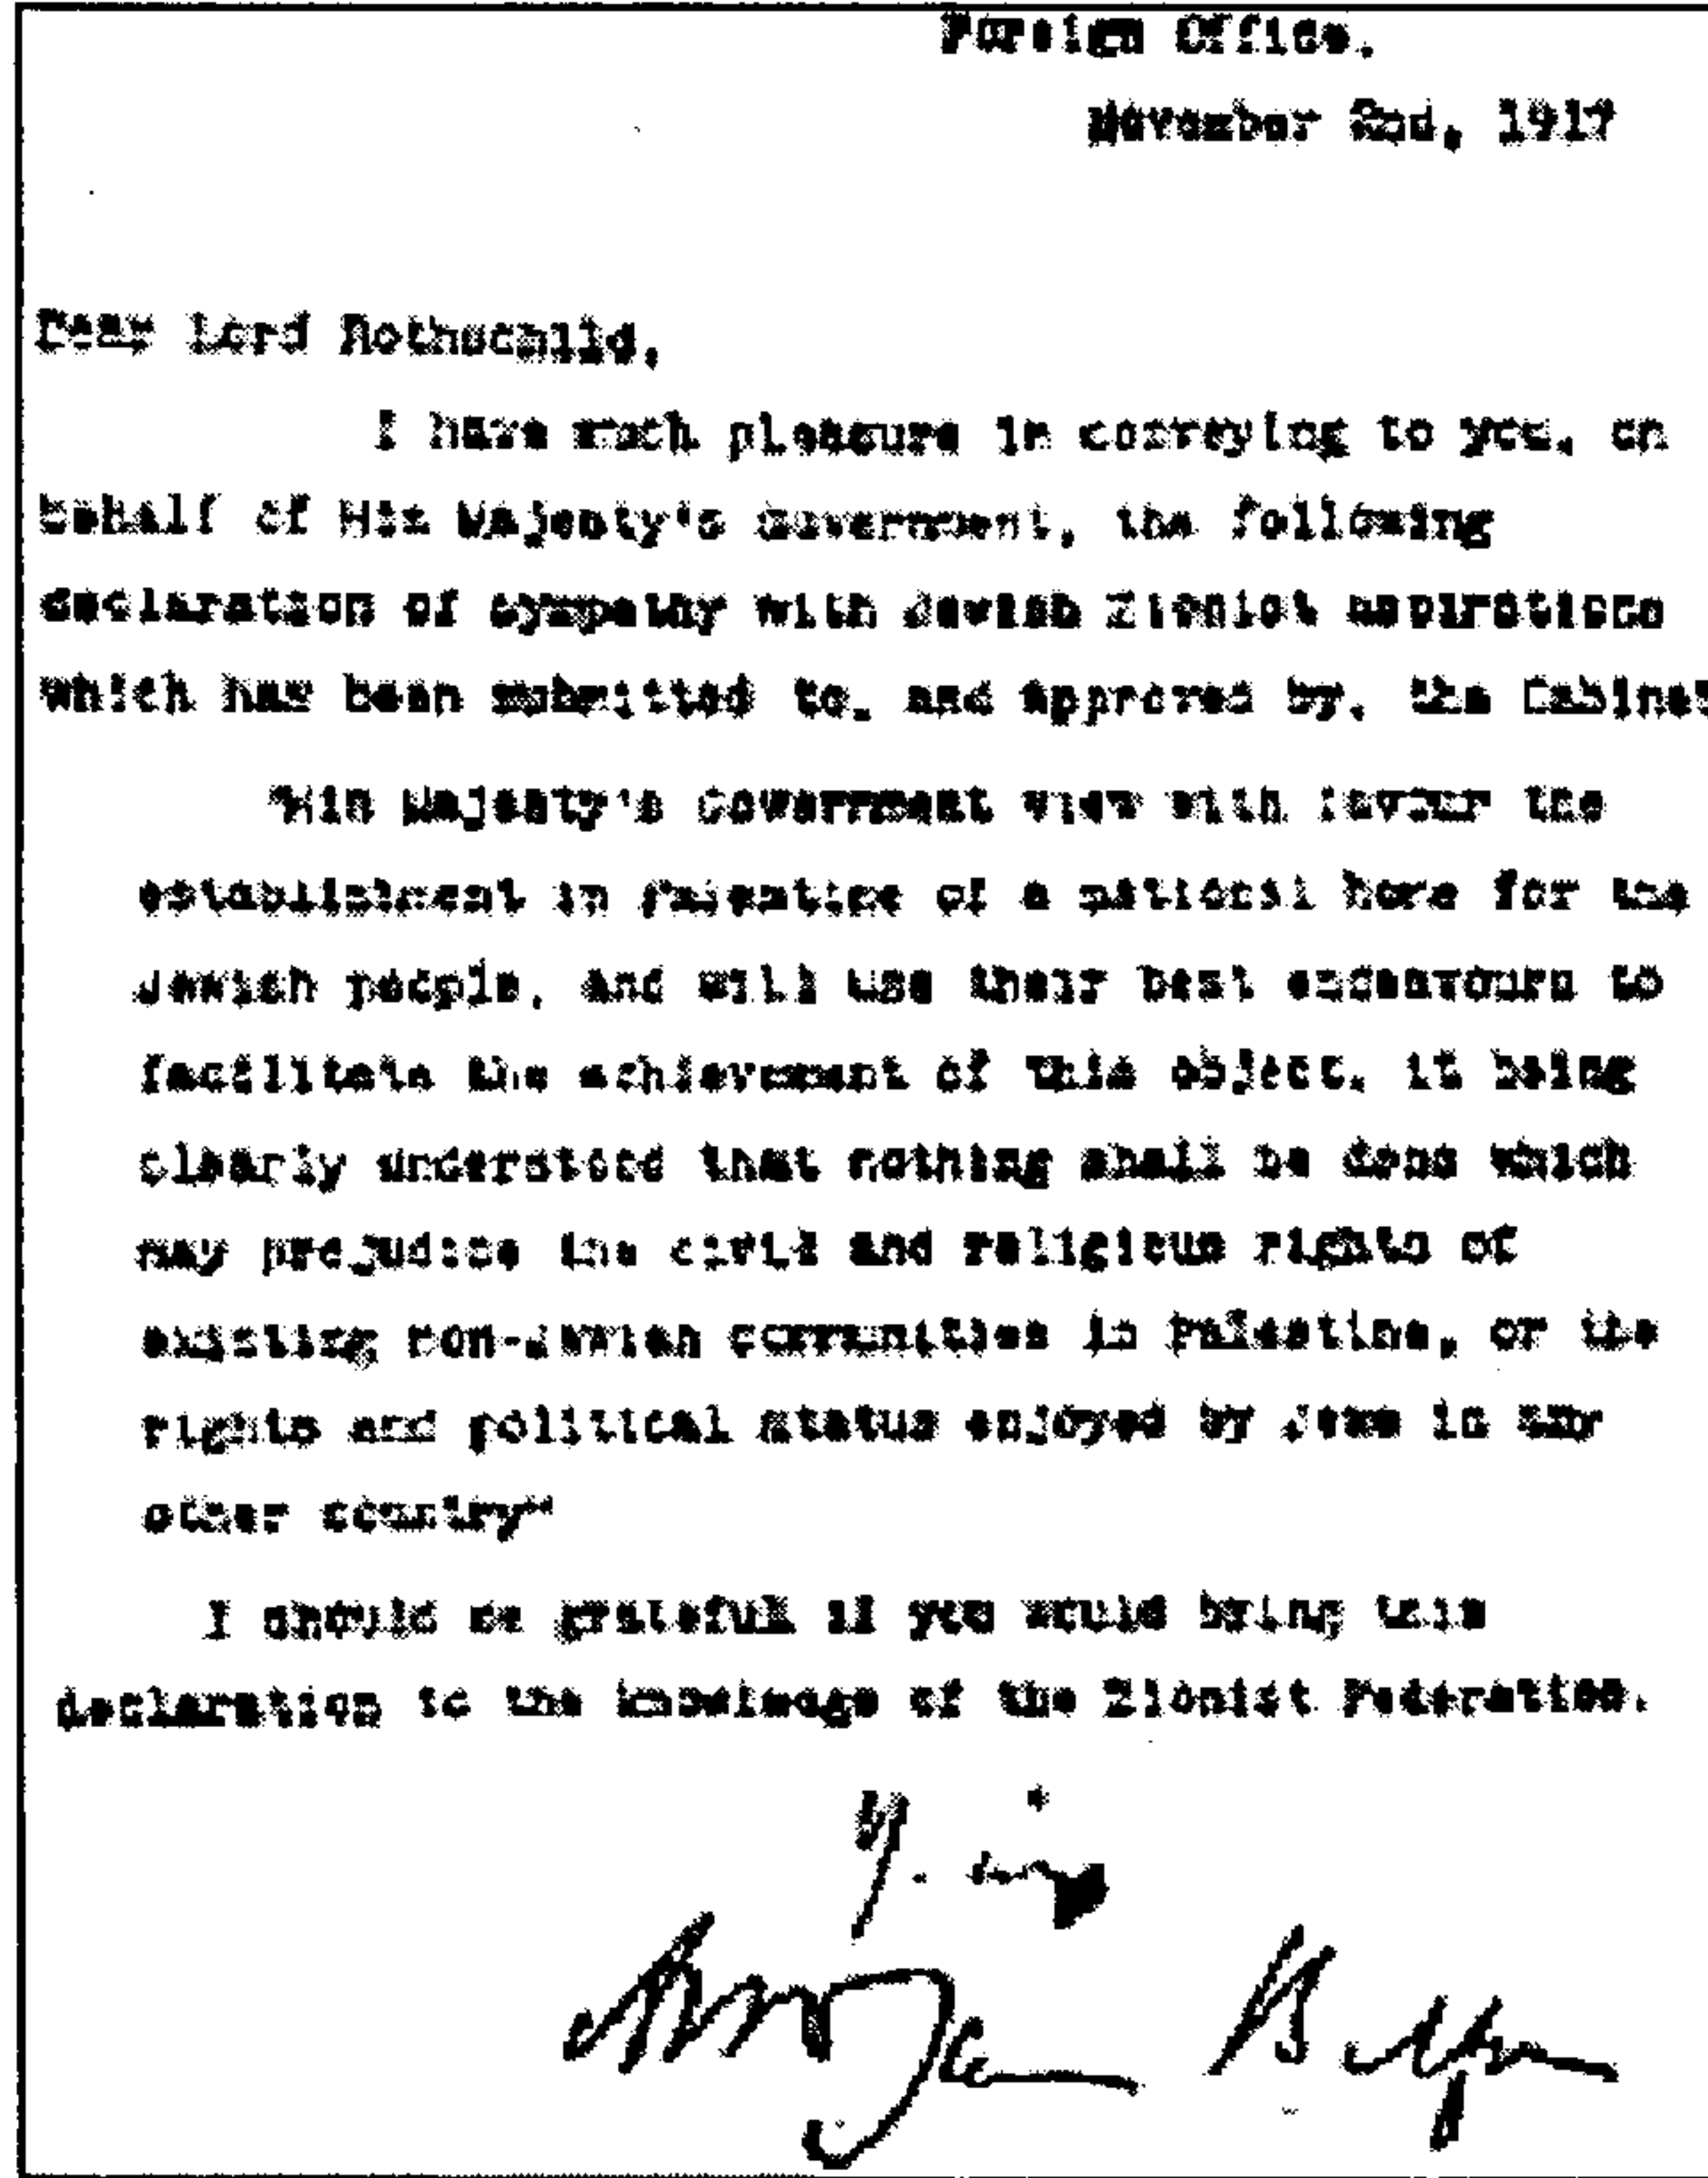 Foreign Office.
November 2nd, 1917
Dear Lord Rothschild,
I have much pleasure in conveying to you, on
behalf of His Majesty's Government, the following
declaration of sympathy with Jewish Zionist aspirations
which has been submitted to, and approved by, the Cabinet
"His Majesty's Government view with favour the
establishment in Palestine of a national home for the
Jewish people, and will use their best endeavours to
facilitate the achievement of this object, it being
clearly understood that nothing shall be done which
may prejudice the civil and religious rights of
existing non-Jewish communities in Palestine, or the
rights and political status enjoyed by Jews in any
other country"
I should be grateful if you would bring this
declaration to the knowledge of the Zionist Federation.
Arthur James Balfour